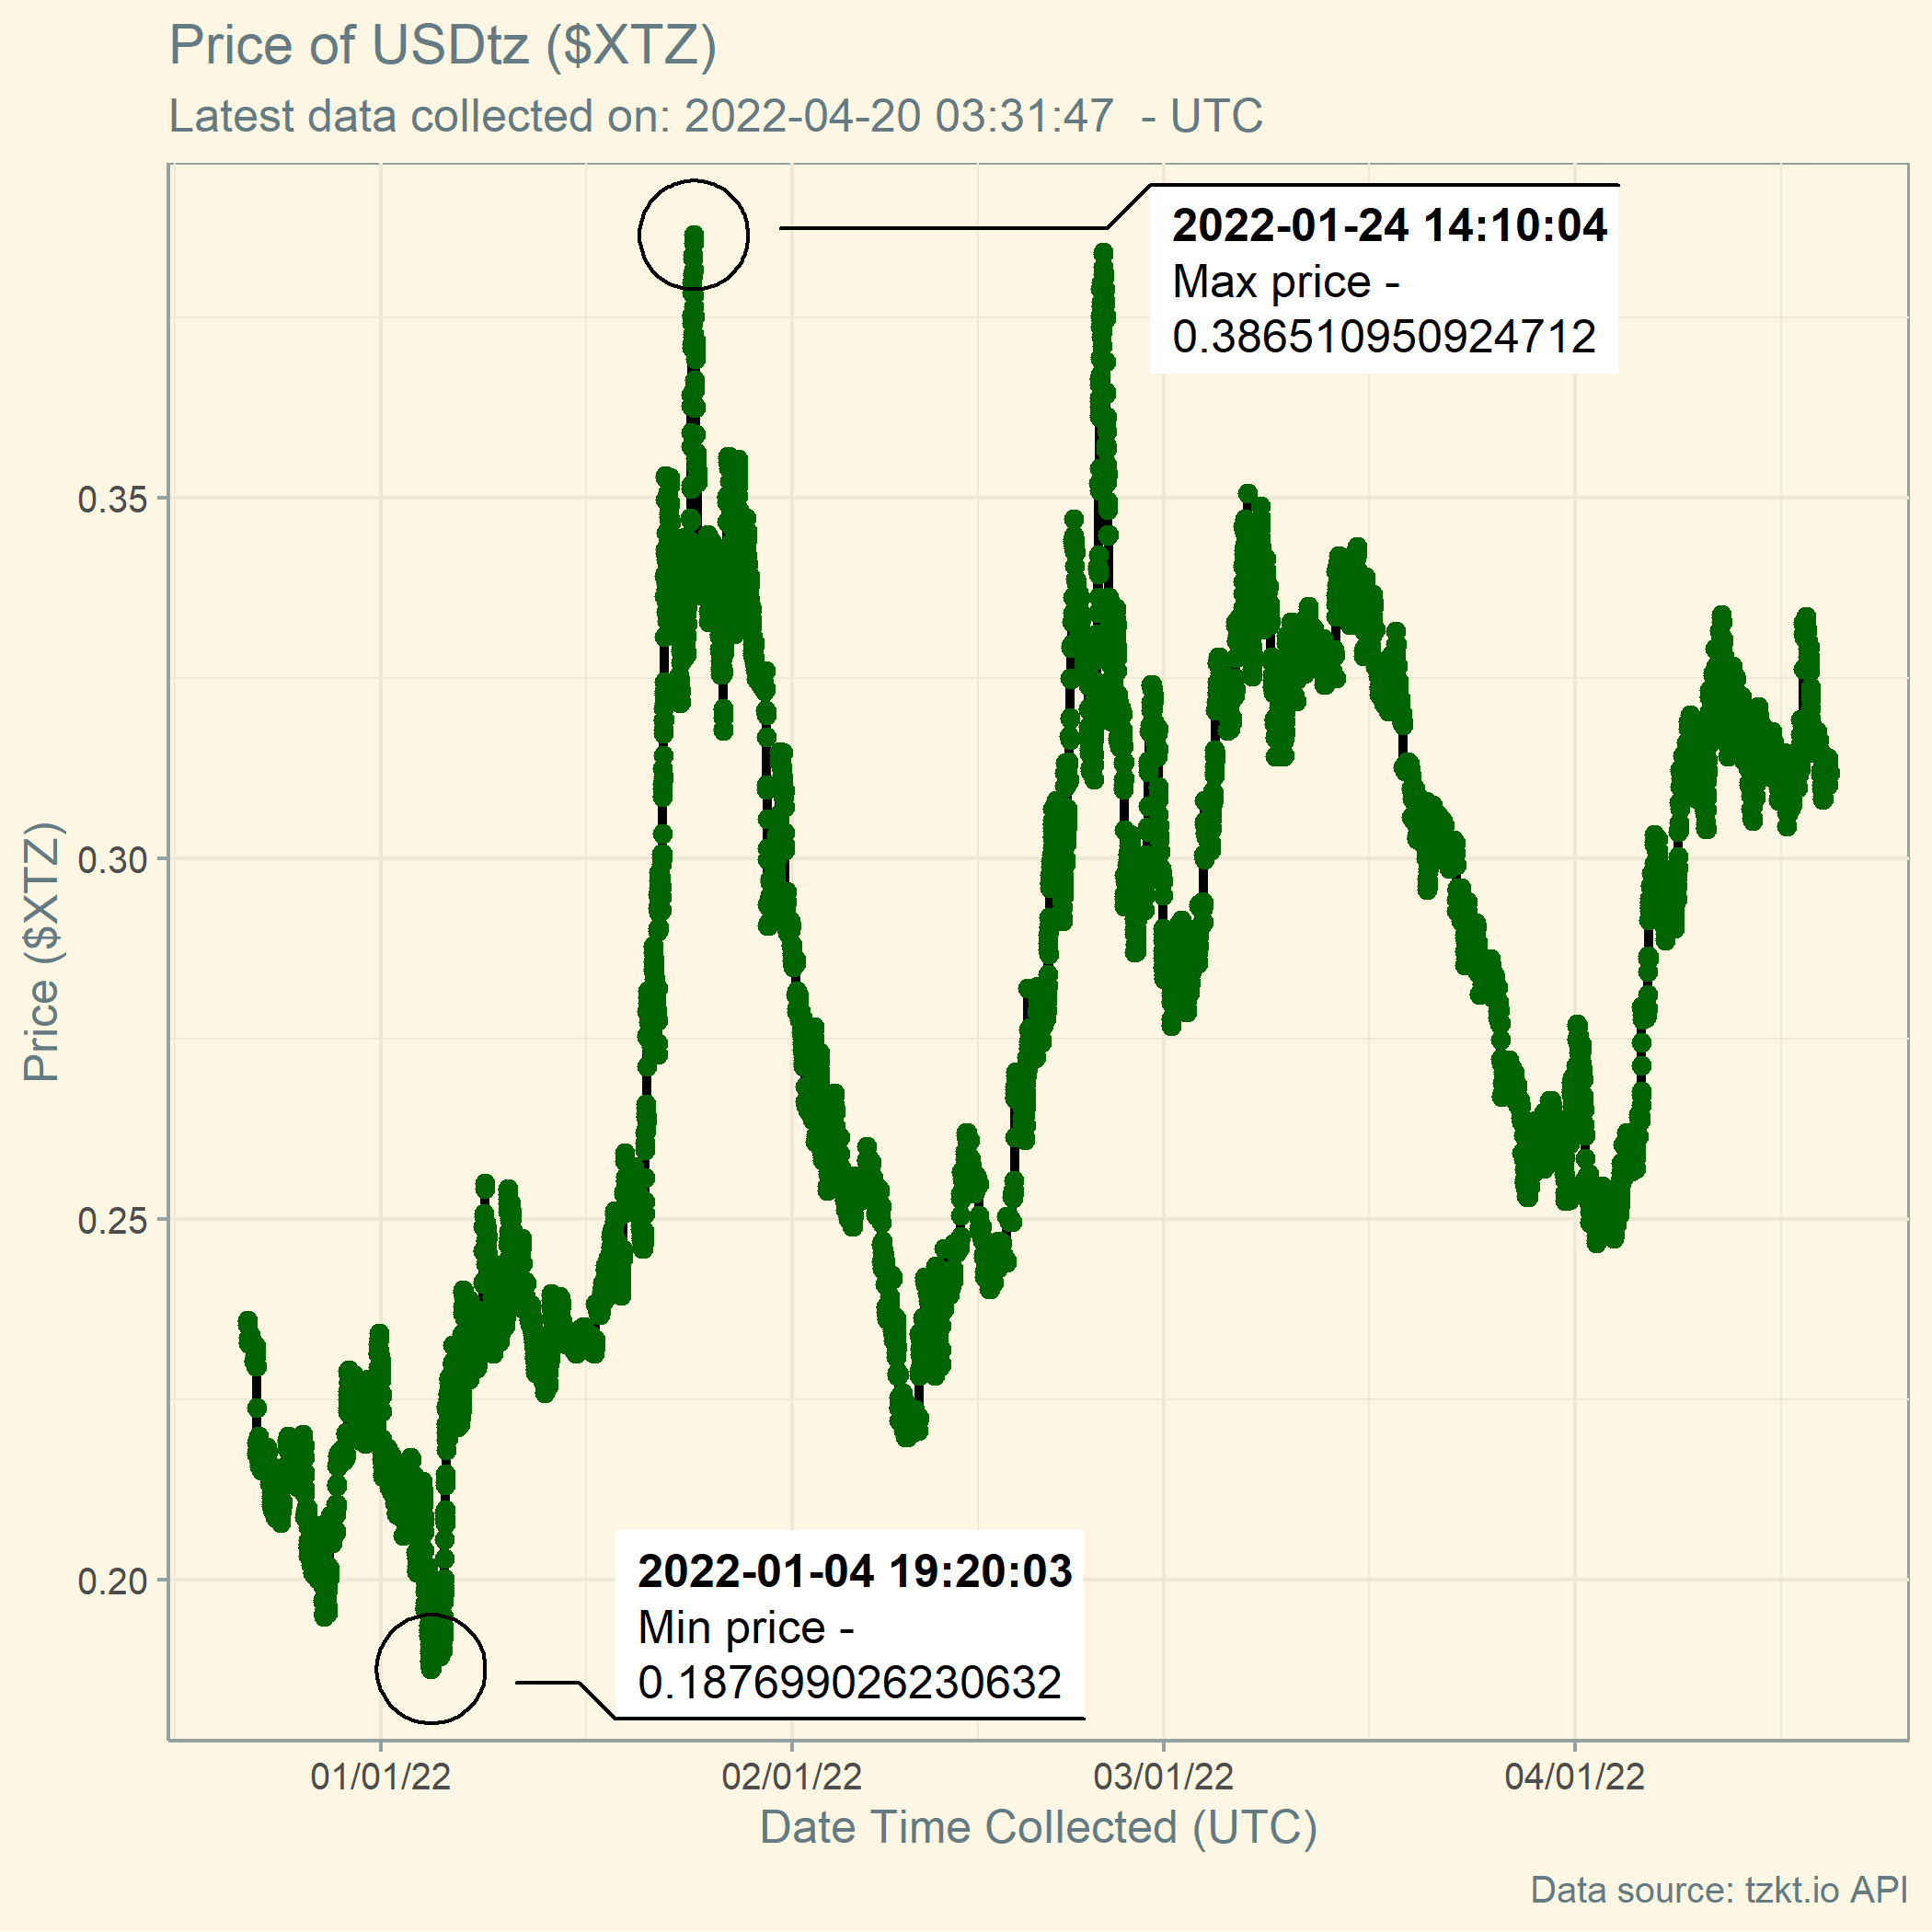 Price of USDtz ($XTZ)
Latest data collected on: 2022-04-20 03:31:47  - UTC
2022-01-24 14:10:04
Max price -
0.386510950924712
0.35
0.30
0.25
0.20
Price ($XTZ)
2022-01-04 19:20:03
Min price -
0.187699026230632
01/01/22
02/01/22
03/01/22
04/01/22
Date Time Collected (UTC)
Data source: tzkt.io API